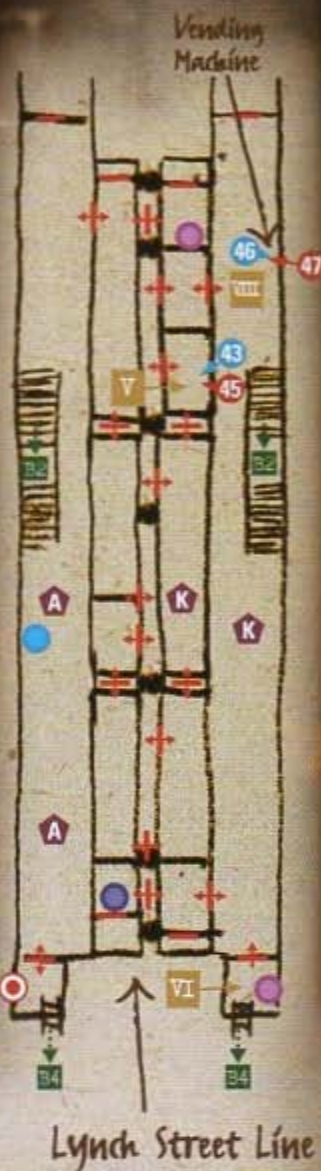 Vending
Machine
46
47
VIII
43
V
45
B2
B2
A
K
K
A
VI
B4
B4
Lynch Street Line